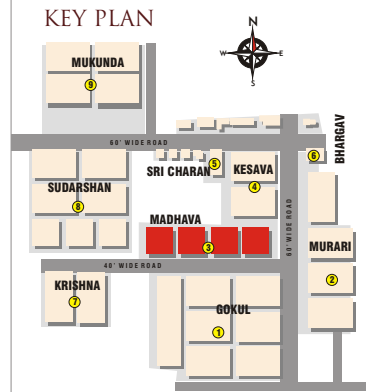 KEY PLAN
N
W
E
S
MUKUNDA
9
60' WIDE ROAD
BHARGAV
6
SRI CHARAN
5
KESAVA
4
SUDARSHAN
8
MADHAVA
3
60' WIDE ROAD
MURARI
2
40' WIDE ROAD
KRISHNA
7
GOKUL
1